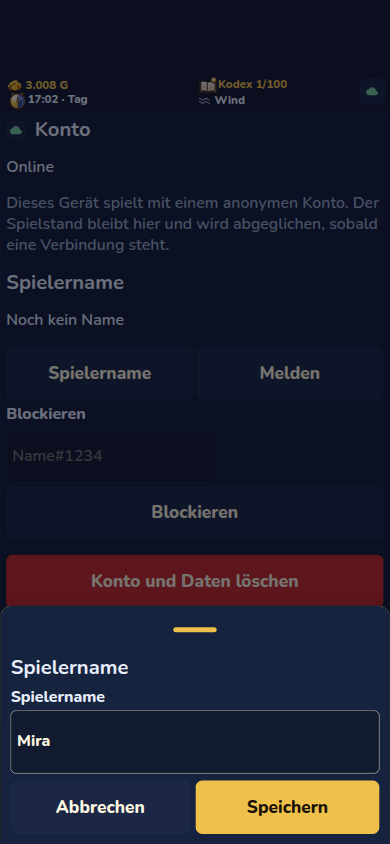 3.008 G
Kodex 1/100
17:02 · Tag
Wind
Konto
Online
Dieses Gerät spielt mit einem anonymen Konto. Der
Spielstand bleibt hier und wird abgeglichen, sobald
eine Verbindung steht.
Spielername
Noch kein Name
Spielername
Melden
Blockieren
Name#1234
Blockieren
Konto und Daten löschen
Spielername
Spielername
Mira
Abbrechen
Speichern